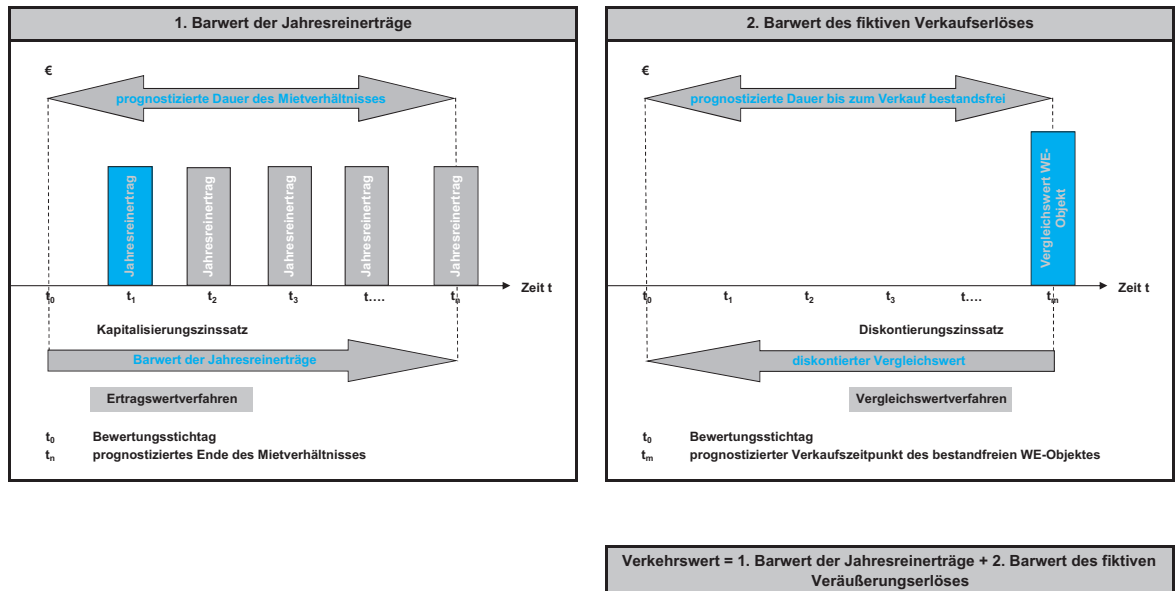 1. Barwert der Jahresreinerträge
€
prognostizierte Dauer des Mietverhältnisses
Jahresreinertrag
Jahresreinertrag
Jahresreinertrag
Jahresreinertrag
Jahresreinertrag
Zeit t
t₀ t₁ t₂ t₃ t…. tₙ
Kapitalisierungszinssatz
Barwert der Jahresreinerträge
Ertragswertverfahren
t₀ Bewertungsstichtag
tₙ prognostiziertes Ende des Mietverhältnisses
2. Barwert des fiktiven Verkaufserlöses
€
prognostizierte Dauer bis zum Verkauf bestandsfrei
Vergleichswert WE-
Objekt
Zeit t
t₀ t₁ t₂ t₃ t…. tₘ
Diskontierungszinssatz
diskontierter Vergleichswert
Vergleichswertverfahren
t₀ Bewertungsstichtag
tₘ prognostizierter Verkaufszeitpunkt des bestandfreien WE-Objektes
Verkehrswert = 1. Barwert der Jahresreinerträge + 2. Barwert des fiktiven
Veräußerungserlöses